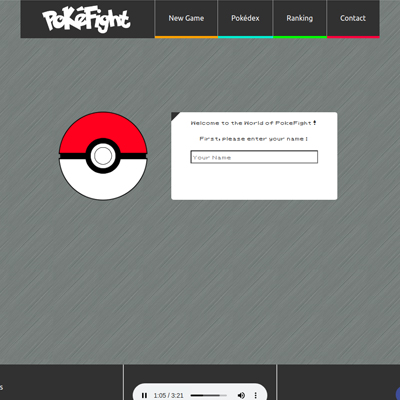 PokéFight
New Game
Pokédex
Ranking
Contact
Welcome to the World of PokeFight !
First, please enter your name !
Your Name
s
1:05 / 3:21